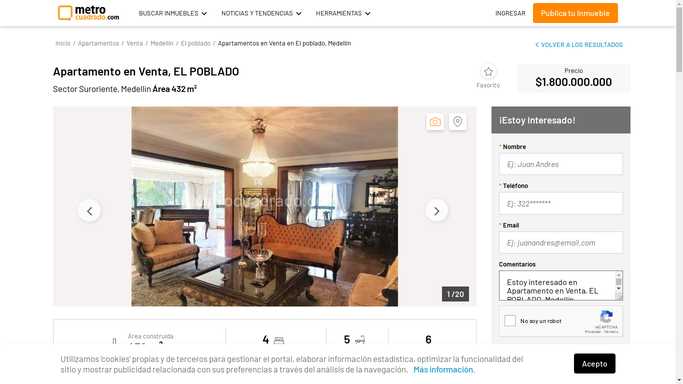 metro
cuadrado.com
BUSCAR INMUEBLES
NOTICIAS Y TENDENCIAS
HERRAMIENTAS
INGRESAR
Publica tu Inmueble
Inicio / Apartamentos / Venta / Medellín / El poblado / Apartamentos en Venta en El poblado, Medellín
VOLVER A LOS RESULTADOS
Apartamento en Venta, EL POBLADO
Sector Suroriente, Medellín Área 432 m²
Favorito
Precio
$1.800.000.000
1 / 20
¡Estoy Interesado!
* Nombre
Ej: Juan Andres
* Teléfono
Ej: 322*******
* Email
Ej: juanandres@email.com
Comentarios
Estoy interesado en
Apartamento en Venta, EL
POBLADO, Medellín
No soy un robot
reCAPTCHA
Privacidad - Términos
Área construida
4
5
6
Utilizamos 'cookies' propias y de terceros para gestionar el portal, elaborar información estadística, optimizar la funcionalidad del
sitio y mostrar publicidad relacionada con sus preferencias a través del análisis de la navegación. Más información.
Acepto